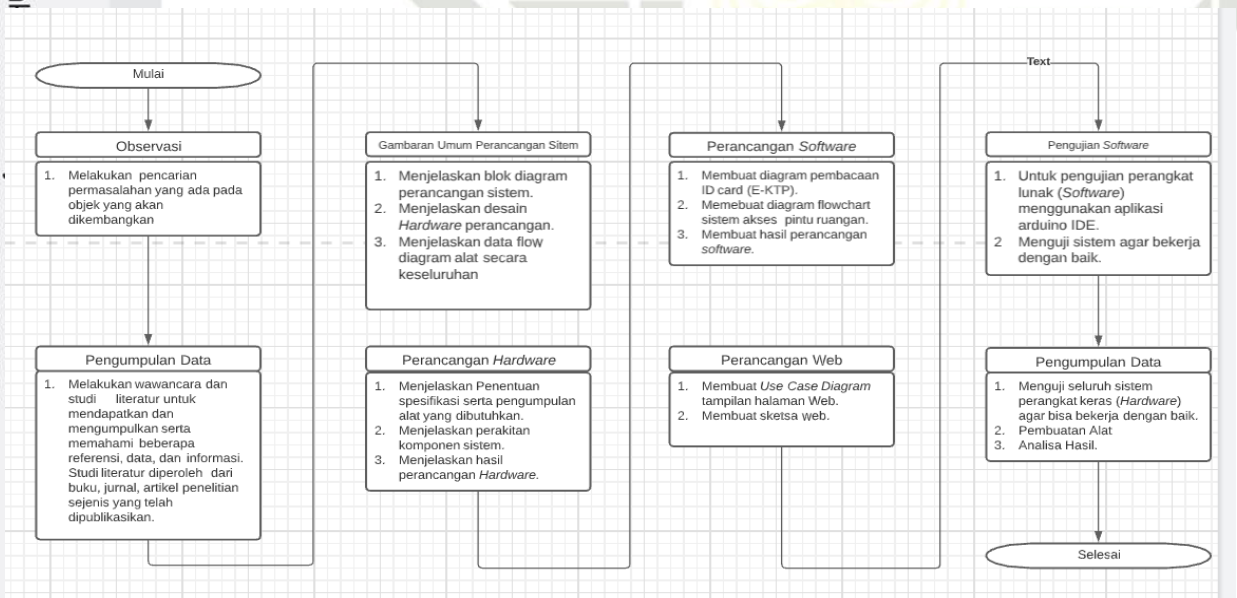 Mulai
Observasi
1. Melakukan pencarian
permasalahan yang ada pada
objek yang akan
dikembangkan
Pengumpulan Data
1. Melakukan wawancara dan
studi literatur untuk
mendapatkan dan
mengumpulkan serta
memahami beberapa
referensi, data, dan informasi.
Studi literatur diperoleh dari
buku, jurnal, artikel penelitian
sejenis yang telah
dipublikasikan.
Gambaran Umum Perancangan Sitem
1. Menjelaskan blok diagram
perancangan sistem.
2. Menjelaskan desain
Hardware perancangan.
3. Menjelaskan data flow
diagram alat secara
keseluruhan
Perancangan Hardware
1. Menjelaskan Penentuan
spesifikasi serta pengumpulan
alat yang dibutuhkan.
2. Menjelaskan perakitan
komponen sistem.
3. Menjelaskan hasil
perancangan Hardware.
Perancangan Software
1. Membuat diagram pembacaan
ID card (E-KTP).
2. Memebuat diagram flowchart
sistem akses pintu ruangan.
3. Membuat hasil perancangan
software.
Perancangan Web
1. Membuat Use Case Diagram
tampilan halaman Web.
2. Membuat sketsa web.
Text
Pengujian Software
1. Untuk pengujian perangkat
lunak (Software)
menggunakan aplikasi
arduino IDE.
2 Menguji sistem agar bekerja
dengan baik.
Pengumpulan Data
1. Menguji seluruh sistem
perangkat keras (Hardware)
agar bisa bekerja dengan baik.
2. Pembuatan Alat
3. Analisa Hasil.
Selesai